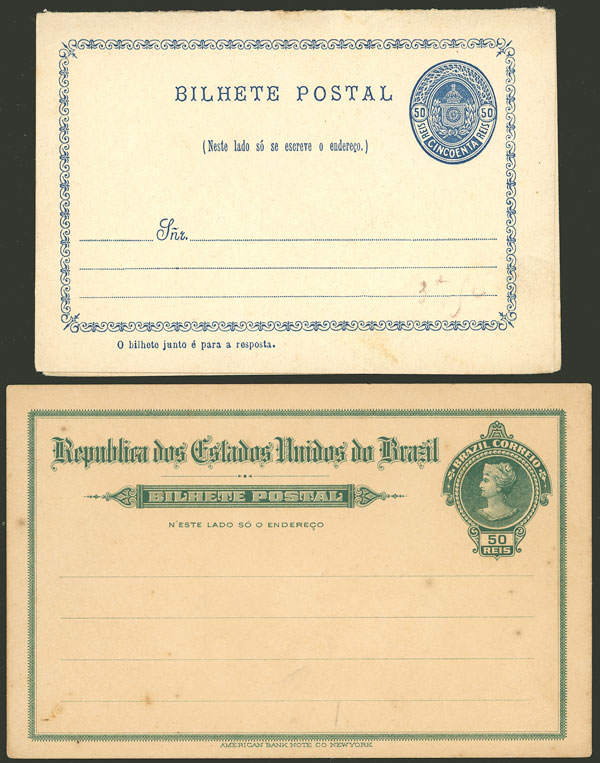 BILHETE POSTAL
50 REIS CINCOENTA REIS 50
(Neste lado só se escreve o endereço.)
Sñr.
O bilhete junto é para a resposta.
Republica dos Estados Unidos do Brazil
BRAZIL CORREIO
BILHETE POSTAL
N'ESTE LADO SÓ O ENDEREÇO
50
REIS
AMERICAN BANK NOTE CO NEW YORK